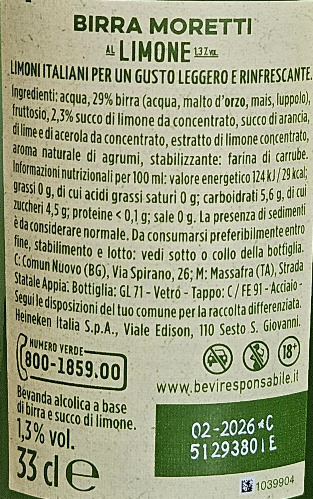 BIRRA MORETTI
AL LIMONE 1,3% VOL.
LIMONI ITALIANI PER UN GUSTO LEGGERO E RINFRESCANTE.
Ingredienti: acqua, 29% birra (acqua, malto d'orzo, mais, luppolo),
fruttosio, 2,3% succo di limone da concentrato, succo di arancia,
di lime e di acerola da concentrato, estratto di limone concentrato,
aroma naturale di agrumi, stabilizzante: farina di carrube.
Informazioni nutrizionali per 100 ml: valore energetico 124 kJ / 29 kcal;
grassi 0 g, di cui acidi grassi saturi 0 g; carboidrati 5,6 g, di cui
zuccheri 4,5 g; proteine < 0,1 g; sale 0 g. La presenza di sedimenti
è da considerare normale. Da consumarsi preferibilmente entro
fine, stabilimento e lotto: vedi sotto o collo della bottiglia.
C: Comun Nuovo (BG), Via Spirano, 26; M: Massafra (TA), Strada
Statale Appia. Bottiglia: GL 71 - Vetro - Tappo: C/ FE 91 - Acciaio -
Segui le disposizioni del tuo comune per la raccolta differenziata.
Heineken Italia S.p.A., Viale Edison, 110 Sesto S. Giovanni.
NUMERO VERDE
800-1859.00
18+
www.beviresponsabile.it
Bevanda alcolica a base
di birra e succo di limone.
1,3% vol.
33 cl e
02-2026*C
5129380IE
1039904